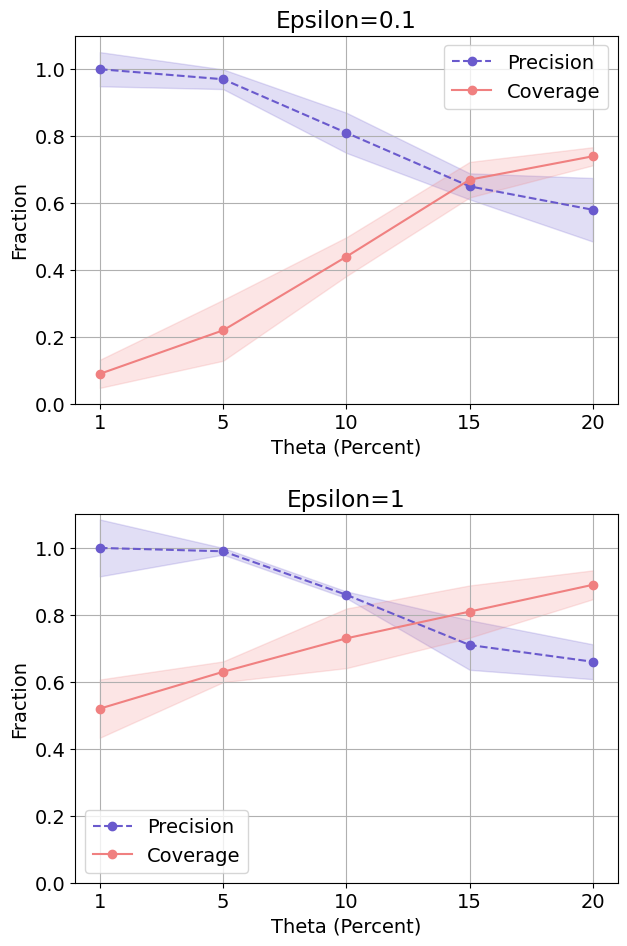 Epsilon=0.1
Precision
Coverage
Fraction
1.0
0.8
0.6
0.4
0.2
0.0
1 5 10 15 20
Theta (Percent)
Epsilon=1
Fraction
1.0
0.8
0.6
0.4
0.2
0.0
Precision
Coverage
1 5 10 15 20
Theta (Percent)